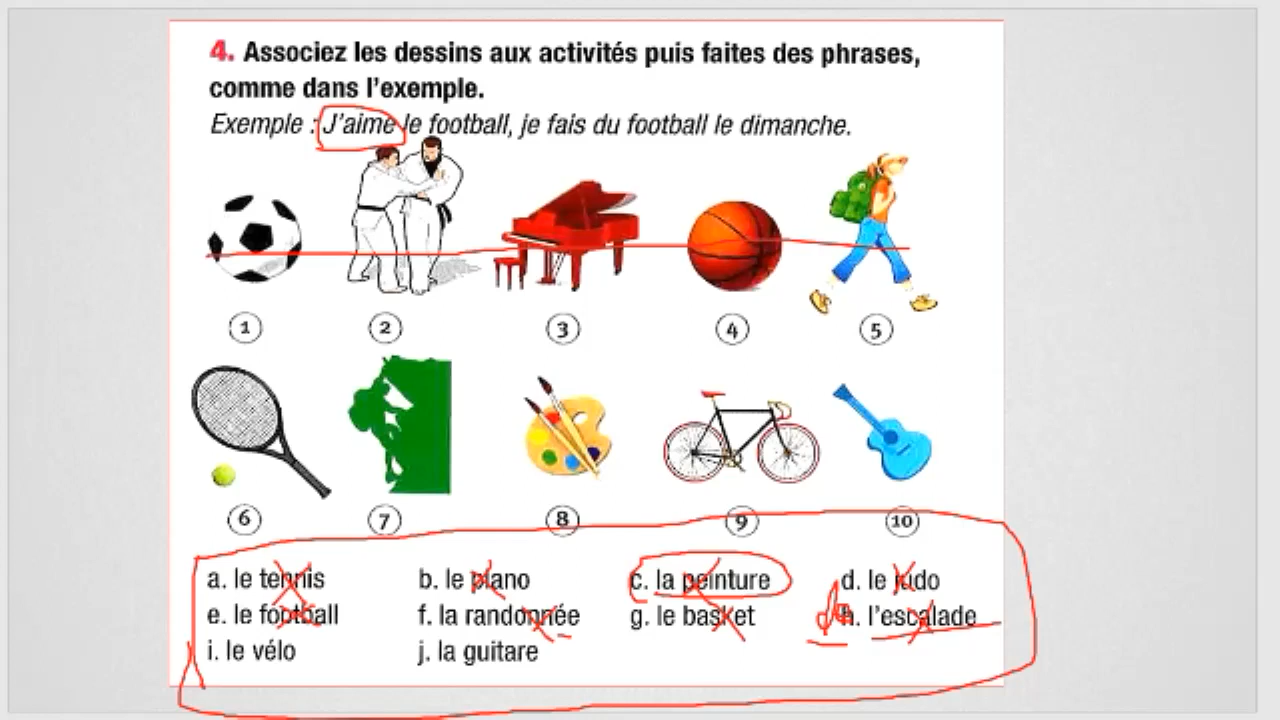 4. Associez les dessins aux activités puis faites des phrases,
comme dans l'exemple.
Exemple : J'aime le football, je fais du football le dimanche.
1 2 3 4 5
6 7 8 9 10
a. le tennis b. le piano c. la peinture d. le judo
e. le football f. la randonnée g. le basket h. l'escalade
i. le vélo j. la guitare